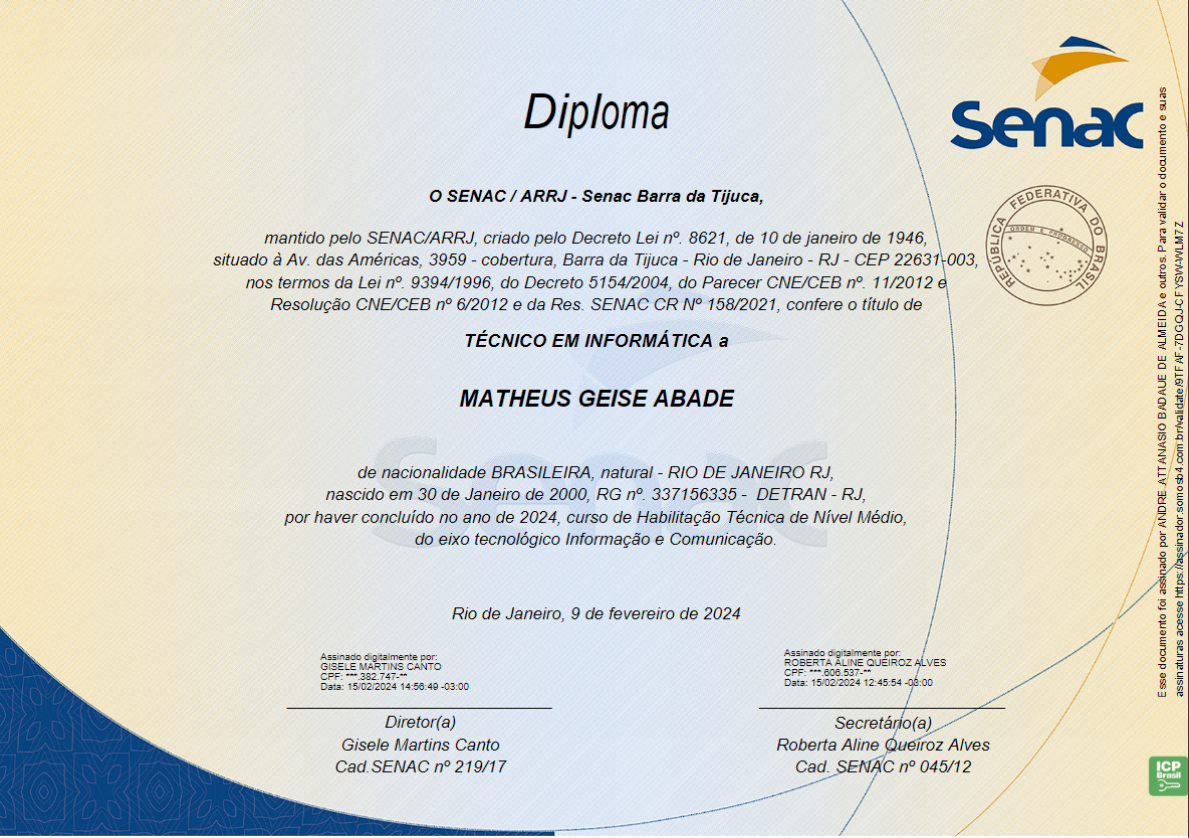 Diploma
Senac
O SENAC / ARRJ - Senac Barra da Tijuca,
mantido pelo SENAC/ARRJ, criado pelo Decreto Lei nº. 8621, de 10 de janeiro de 1946,
situado à Av. das Américas, 3959 - cobertura, Barra da Tijuca - Rio de Janeiro - RJ - CEP 22631-003,
nos termos da Lei nº. 9394/1996, do Decreto 5154/2004, do Parecer CNE/CEB nº. 11/2012 e
Resolução CNE/CEB nº 6/2012 e da Res. SENAC CR Nº 158/2021, confere o título de
REPÚBLICA FEDERATIVA DO BRASIL
ORDEM E PROGRESSO
TÉCNICO EM INFORMÁTICA a
MATHEUS GEISE ABADE
Senac
de nacionalidade BRASILEIRA, natural - RIO DE JANEIRO RJ,
nascido em 30 de Janeiro de 2000, RG nº. 337156335 - DETRAN - RJ,
por haver concluído no ano de 2024, curso de Habilitação Técnica de Nível Médio,
do eixo tecnológico Informação e Comunicação.
Rio de Janeiro, 9 de fevereiro de 2024
Assinado digitalmente por:
GISELE MARTINS CANTO
CPF: ***.382.747-**
Data: 15/02/2024 14:56:49 -03:00
Diretor(a)
Gisele Martins Canto
Cad.SENAC nº 219/17
Assinado digitalmente por:
ROBERTA ALINE QUEIROZ ALVES
CPF: ***.606.537-**
Data: 15/02/2024 12:45:54 -03:00
Secretário(a)
Roberta Aline Queiroz Alves
Cad. SENAC nº 045/12
Esse documento foi assinado por ANDRE ATTANASIO BADAUE DE ALMEIDA e outros. Para validar o documento e suas
assinaturas acesse https://assinador.somosb4.com.br/validate/9TFAF-7DGQJ-CFYSW-WLM7Z
ICP
Brasil